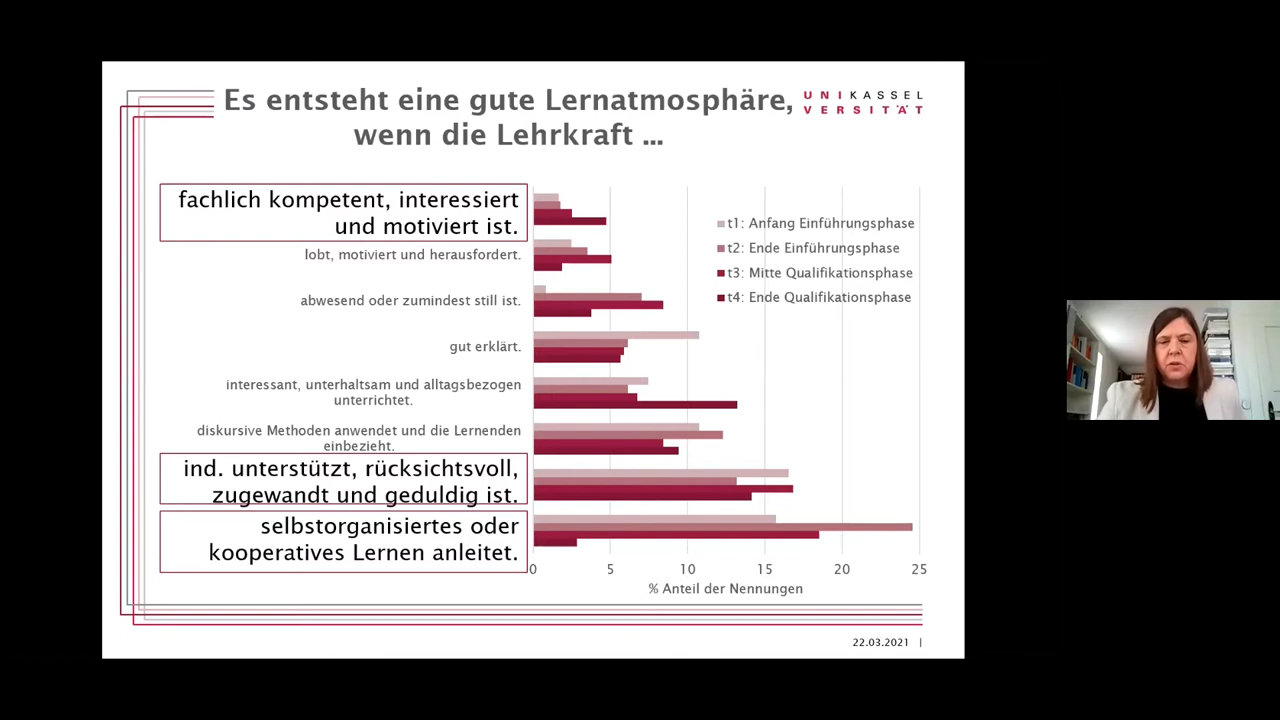 Es entsteht eine gute Lernatmosphäre,
wenn die Lehrkraft ...
UNIKASSEL
VERSITÄT
fachlich kompetent, interessiert
und motiviert ist.
lobt, motiviert und herausfordert.
abwesend oder zumindest still ist.
gut erklärt.
interessant, unterhaltsam und alltagsbezogen
unterrichtet.
diskursive Methoden anwendet und die Lernenden
einbezieht.
ind. unterstützt, rücksichtsvoll,
zugewandt und geduldig ist.
selbstorganisiertes oder
kooperatives Lernen anleitet.
t1: Anfang Einführungsphase
t2: Ende Einführungsphase
t3: Mitte Qualifikationsphase
t4: Ende Qualifikationsphase
0 5 10 15 20 25
% Anteil der Nennungen
22.03.2021 |